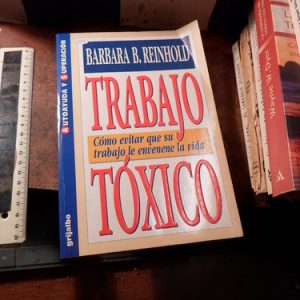 BARBARA B. REINHOLD
TRABAJO
Cómo evitar que su
trabajo le envenene la vida
TÓXICO
AUTOAYUDA Y SUPERACIÓN
grijalbo